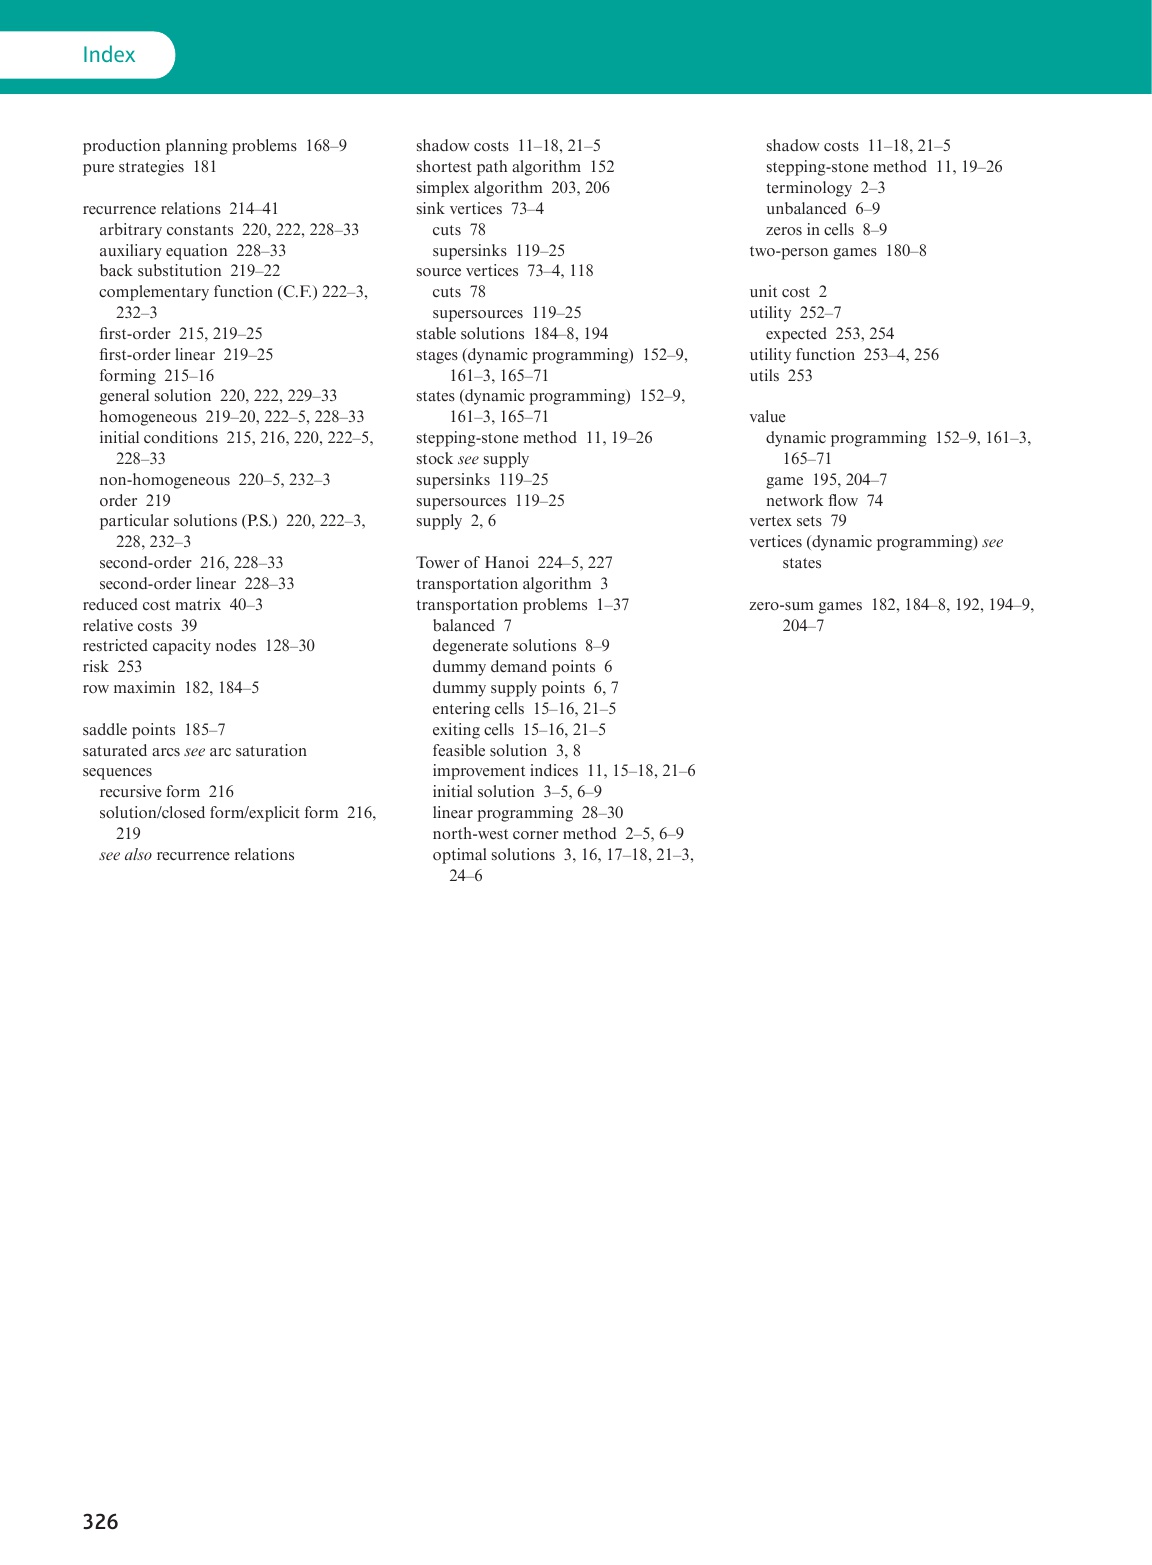 Index
production planning problems 168–9
pure strategies 181
recurrence relations 214–41
arbitrary constants 220, 222, 228–33
auxiliary equation 228–33
back substitution 219–22
complementary function (C.F.) 222–3,
232–3
first-order 215, 219–25
first-order linear 219–25
forming 215–16
general solution 220, 222, 229–33
homogeneous 219–20, 222–5, 228–33
initial conditions 215, 216, 220, 222–5,
228–33
non-homogeneous 220–5, 232–3
order 219
particular solutions (P.S.) 220, 222–3,
228, 232–3
second-order 216, 228–33
second-order linear 228–33
reduced cost matrix 40–3
relative costs 39
restricted capacity nodes 128–30
risk 253
row maximin 182, 184–5
saddle points 185–7
saturated arcs see arc saturation
sequences
recursive form 216
solution/closed form/explicit form 216,
219
see also recurrence relations
shadow costs 11–18, 21–5
shortest path algorithm 152
simplex algorithm 203, 206
sink vertices 73–4
cuts 78
supersinks 119–25
source vertices 73–4, 118
cuts 78
supersources 119–25
stable solutions 184–8, 194
stages (dynamic programming) 152–9,
161–3, 165–71
states (dynamic programming) 152–9,
161–3, 165–71
stepping-stone method 11, 19–26
stock see supply
supersinks 119–25
supersources 119–25
supply 2, 6
Tower of Hanoi 224–5, 227
transportation algorithm 3
transportation problems 1–37
balanced 7
degenerate solutions 8–9
dummy demand points 6
dummy supply points 6, 7
entering cells 15–16, 21–5
exiting cells 15–16, 21–5
feasible solution 3, 8
improvement indices 11, 15–18, 21–6
initial solution 3–5, 6–9
linear programming 28–30
north-west corner method 2–5, 6–9
optimal solutions 3, 16, 17–18, 21–3,
24–6
shadow costs 11–18, 21–5
stepping-stone method 11, 19–26
terminology 2–3
unbalanced 6–9
zeros in cells 8–9
two-person games 180–8
unit cost 2
utility 252–7
expected 253, 254
utility function 253–4, 256
utils 253
value
dynamic programming 152–9, 161–3,
165–71
game 195, 204–7
network flow 74
vertex sets 79
vertices (dynamic programming) see
states
zero-sum games 182, 184–8, 192, 194–9,
204–7
326